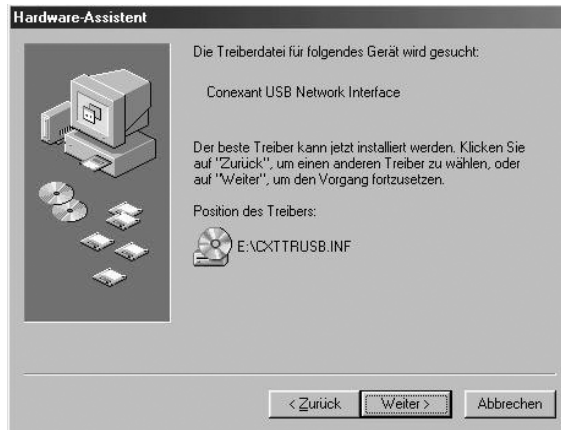 Hardware-Assistent
Die Treiberdatei für folgendes Gerät wird gesucht:
Conexant USB Network Interface
Der beste Treiber kann jetzt installiert werden. Klicken Sie
auf "Zurück", um einen anderen Treiber zu wählen, oder
auf "Weiter", um den Vorgang fortzusetzen.
Position des Treibers:
E:\CXTTRUSB.INF
< Zurück Weiter > Abbrechen